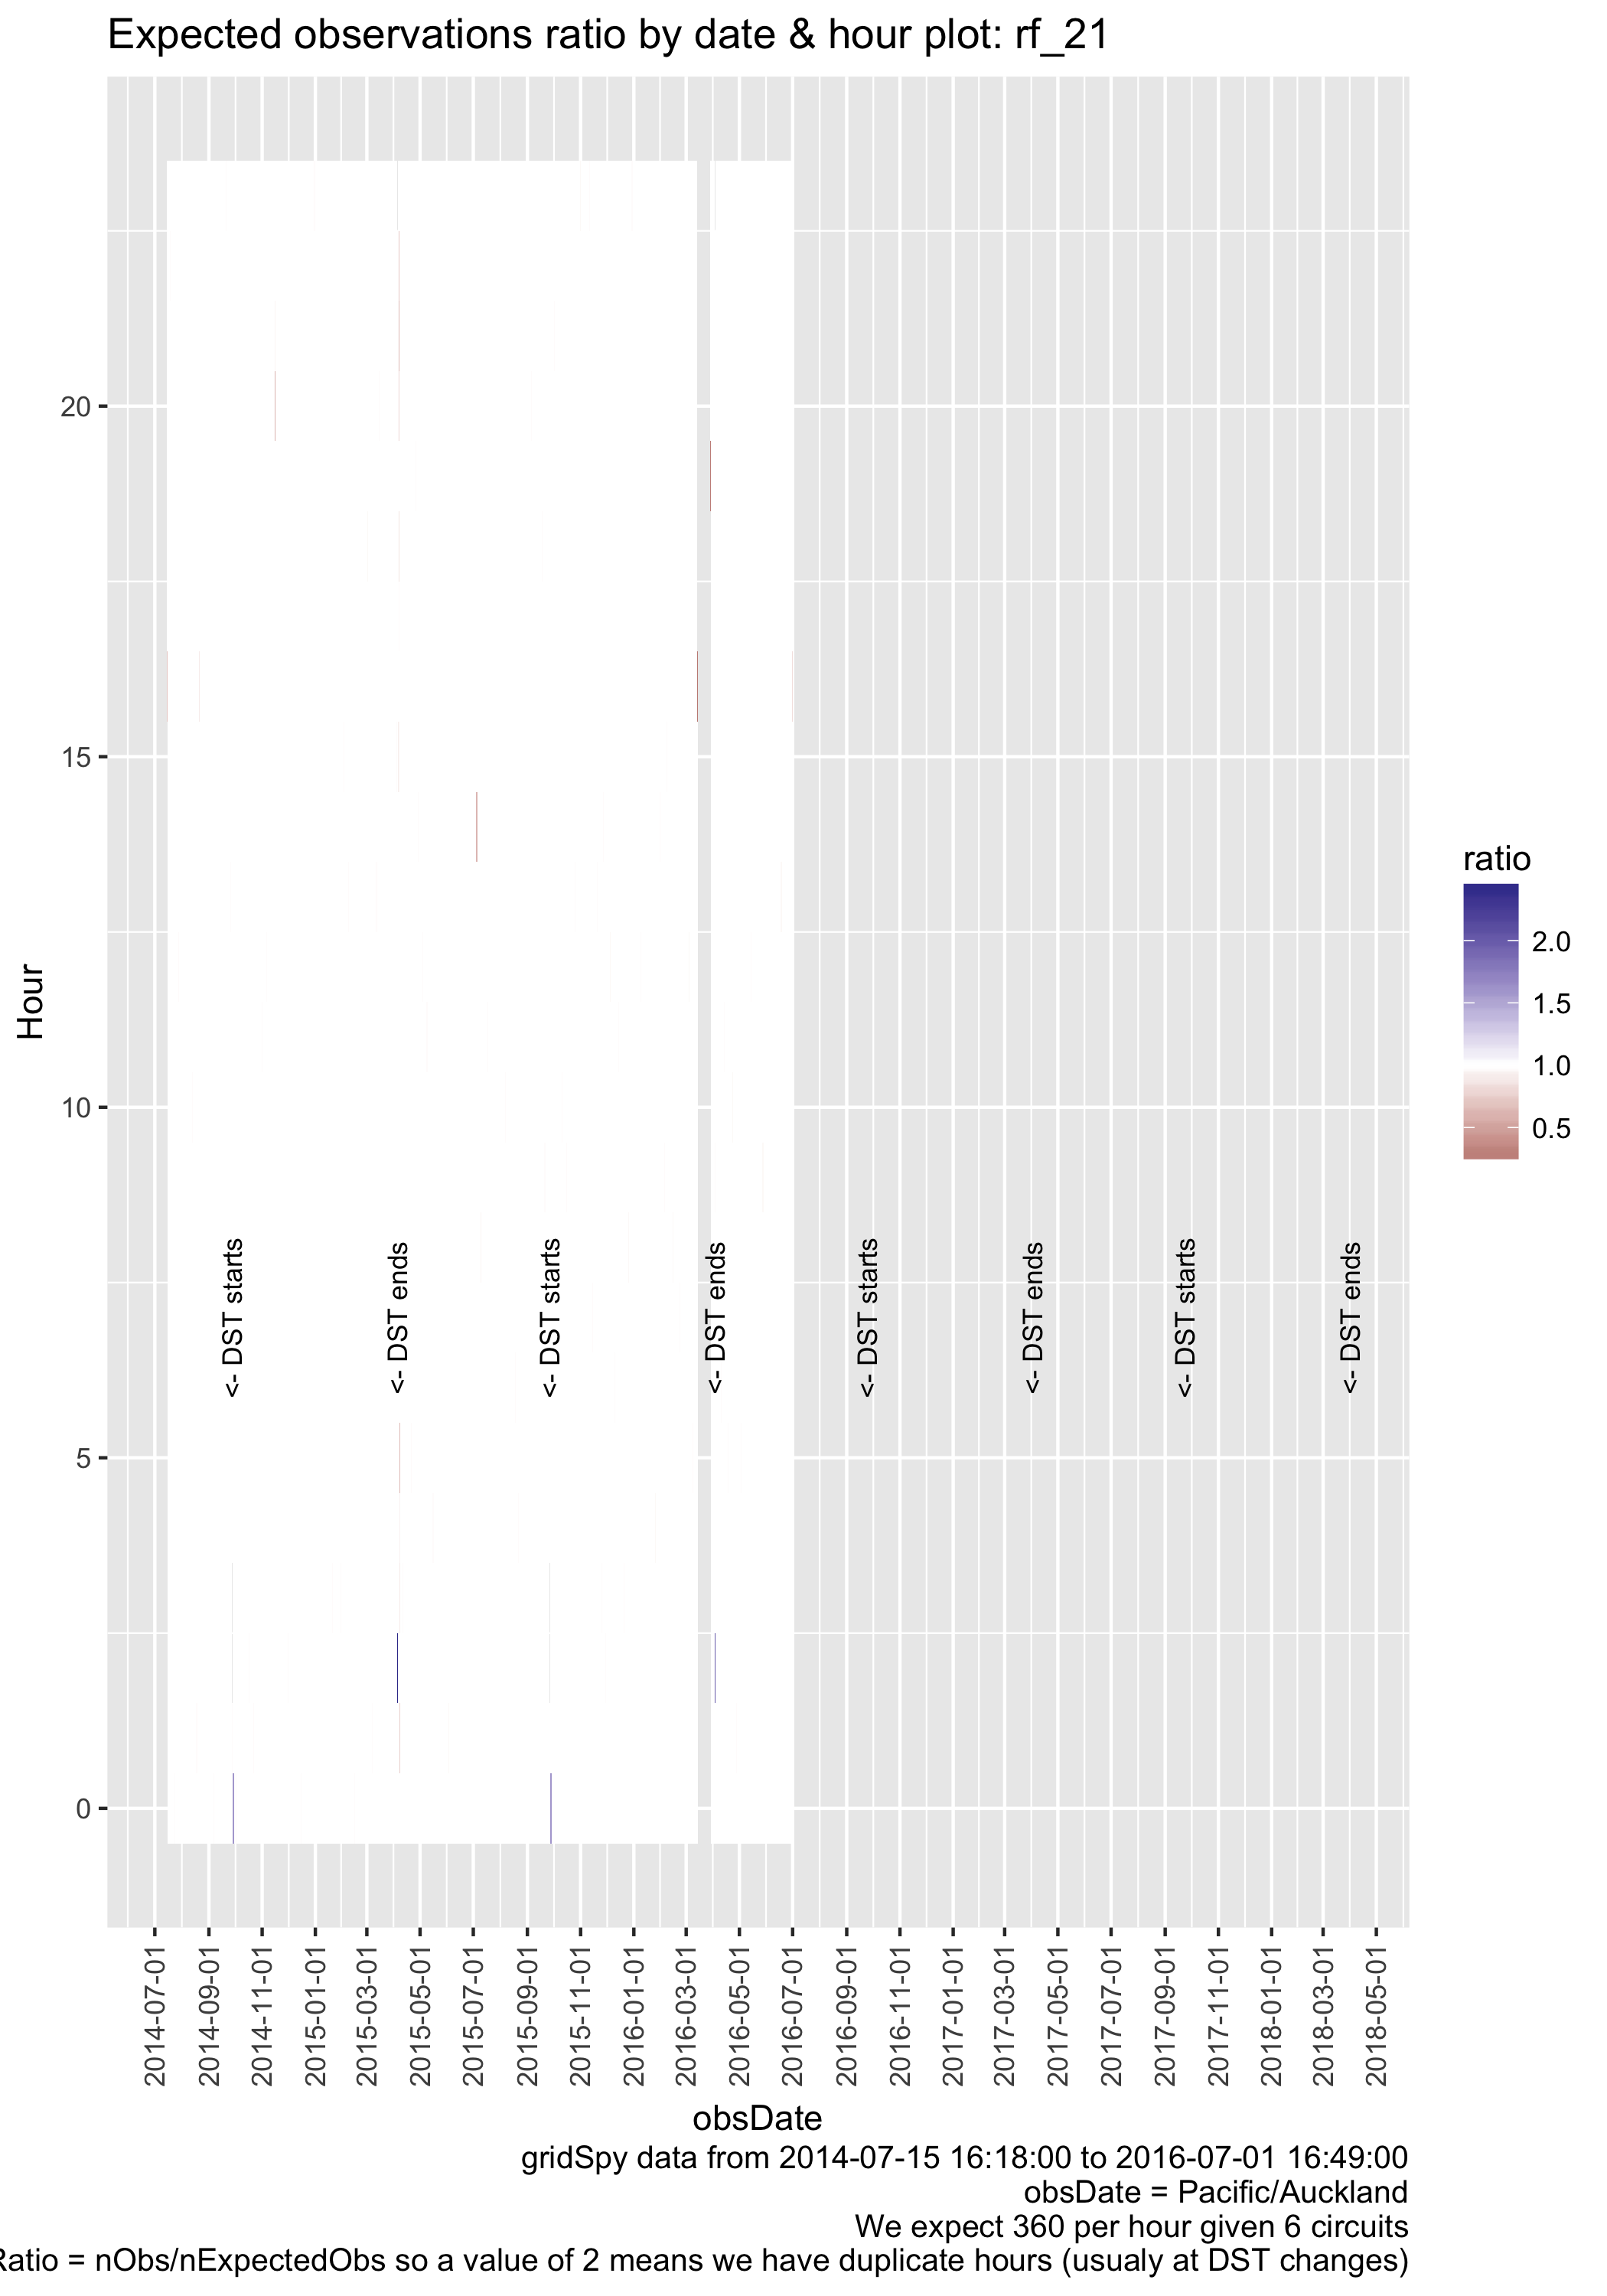 Expected observations ratio by date & hour plot: rf_21
Hour
20
15
10
5
0
<- DST starts
<- DST ends
<- DST starts
<- DST ends
<- DST starts
<- DST ends
<- DST starts
<- DST ends
ratio
2.0
1.5
1.0
0.5
2014-07-01
2014-09-01
2014-11-01
2015-01-01
2015-03-01
2015-05-01
2015-07-01
2015-09-01
2015-11-01
2016-01-01
2016-03-01
2016-05-01
2016-07-01
2016-09-01
2016-11-01
2017-01-01
2017-03-01
2017-05-01
2017-07-01
2017-09-01
2017-11-01
2018-01-01
2018-03-01
2018-05-01
obsDate
gridSpy data from 2014-07-15 16:18:00 to 2016-07-01 16:49:00
obsDate = Pacific/Auckland
We expect 360 per hour given 6 circuits
Ratio = nObs/nExpectedObs so a value of 2 means we have duplicate hours (usualy at DST changes)